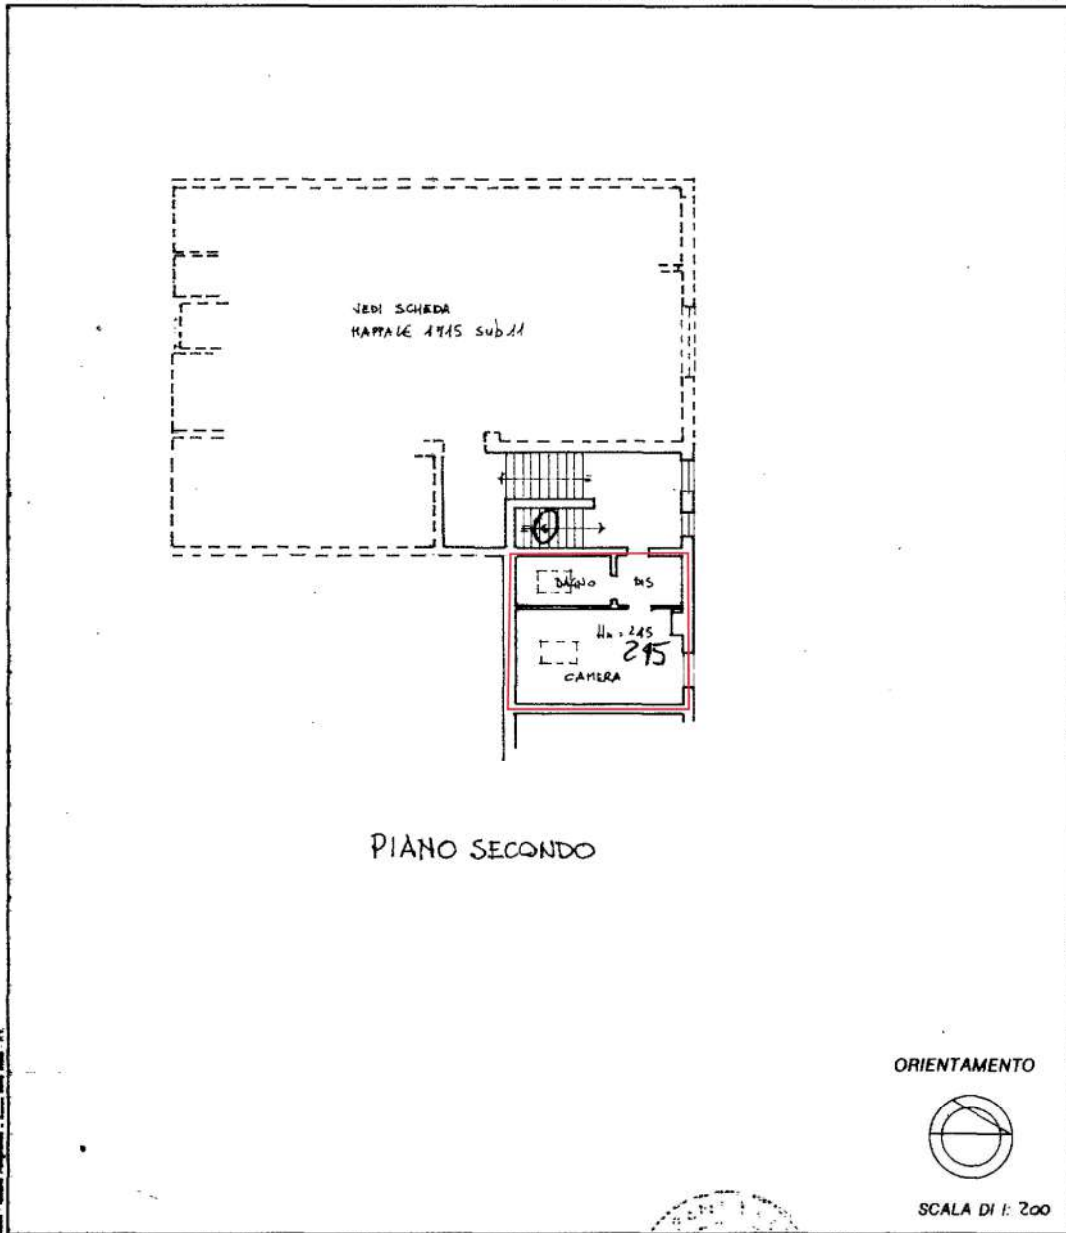 VEDI SCHEDA
MAPPALE 1715 SUB 11
BAGNO
DIS
Hm = 245
245
CAMERA
PIANO SECONDO
ORIENTAMENTO
SCALA DI 1: 200